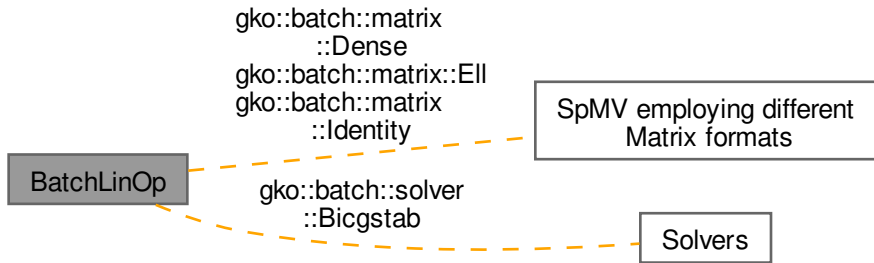 gko::batch::matrix
::Dense
gko::batch::matrix::Ell
gko::batch::matrix
::Identity
SpMV employing different
Matrix formats
BatchLinOp
gko::batch::solver
::Bicgstab
Solvers